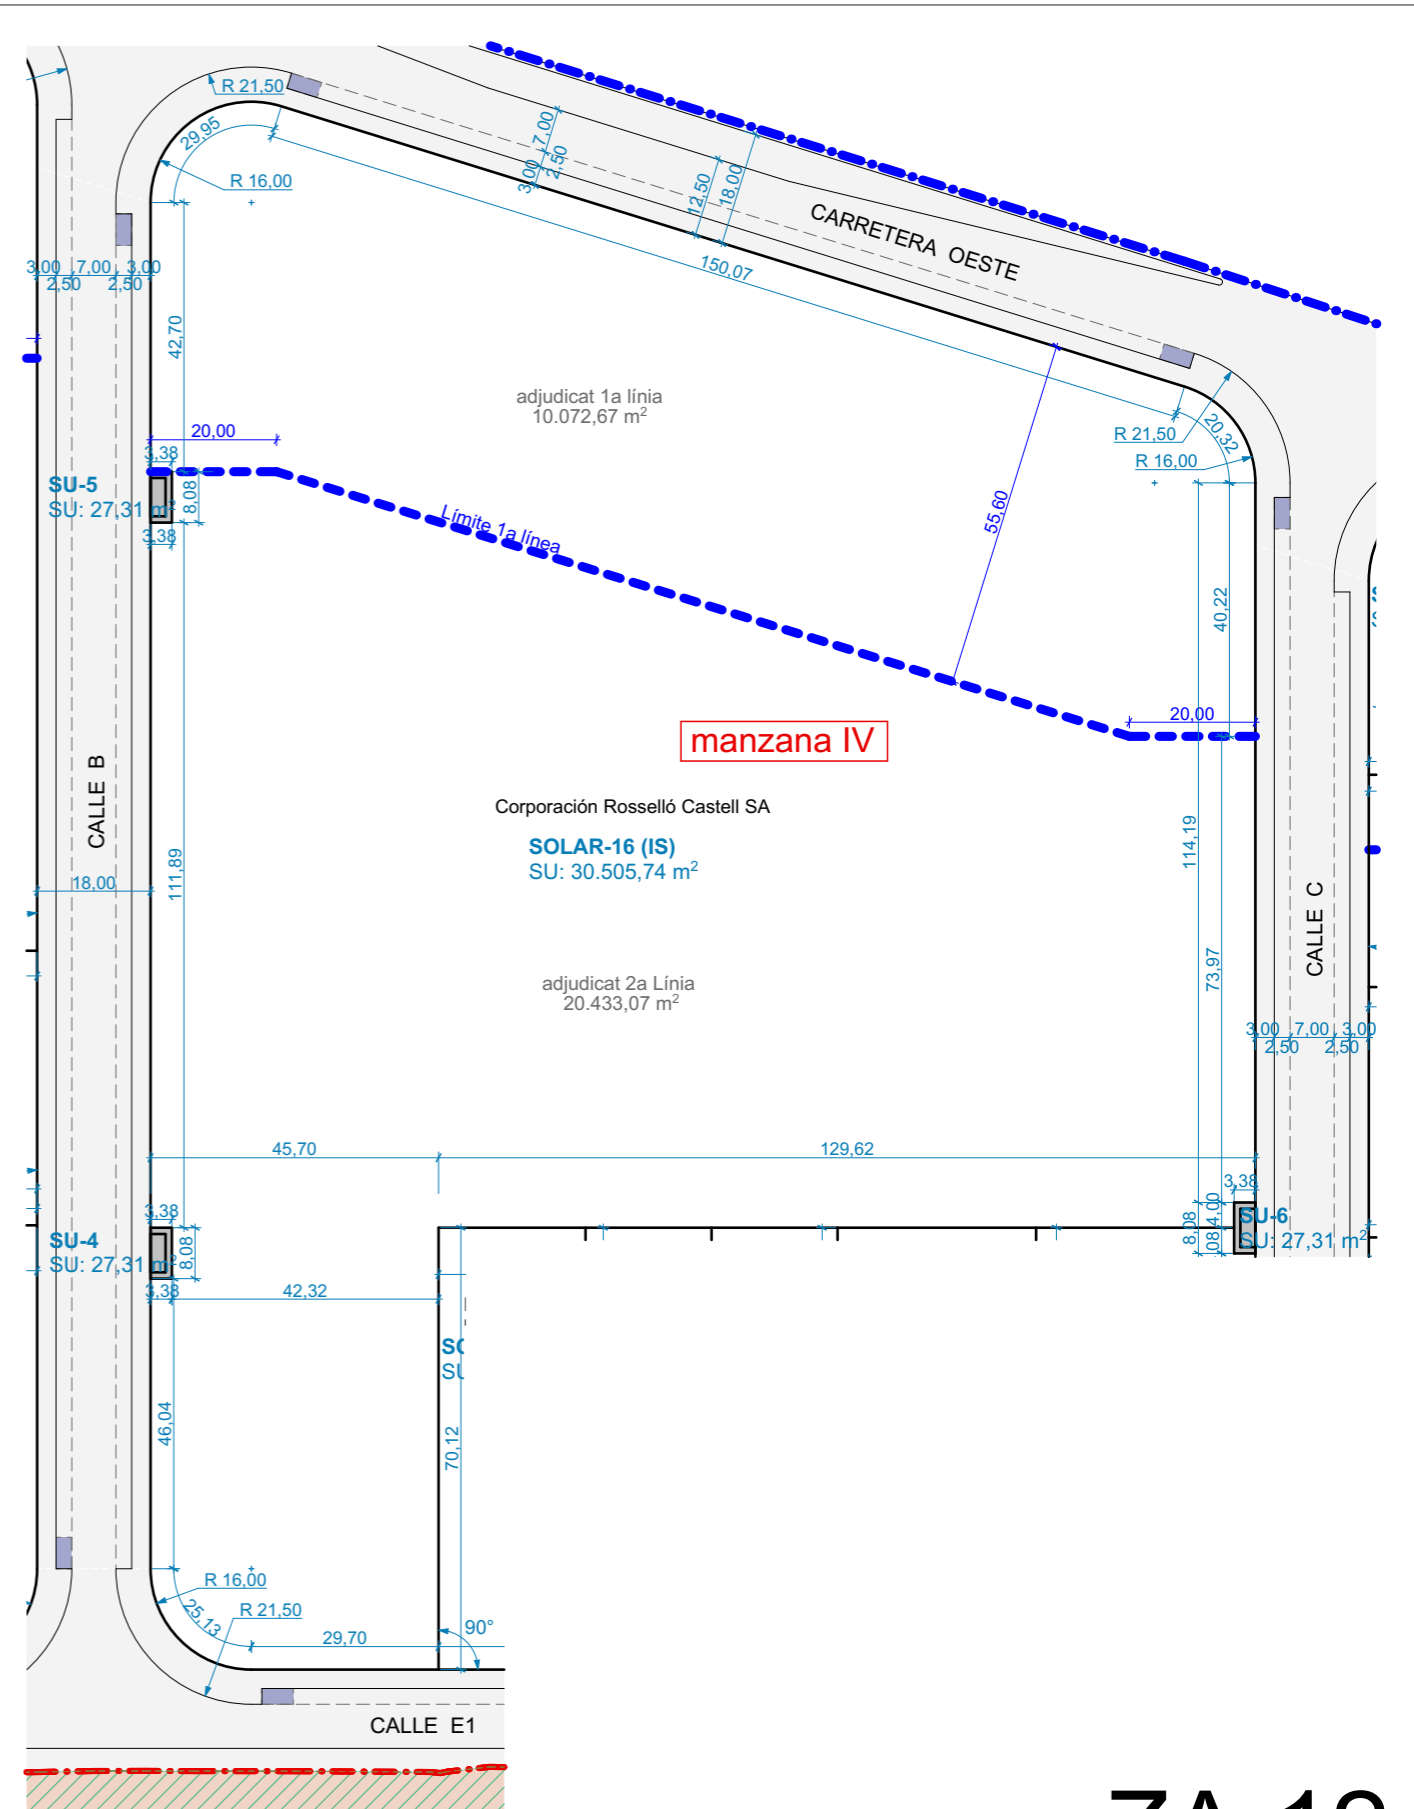 R 21,50
29,95
R 16,00
7,00
2,50
3,00
12,50
18,00
CARRETERA OESTE
150,07
3,00 7,00 3,00
2,50 2,50
42,70
adjudicat 1a línia
10.072,67 m²
20,00
3,38
SU-5
SU: 27,31 m²
8,08
3,38
Límite 1a línea
55,60
R 21,50
20,32
R 16,00
40,22
20,00
manzana IV
Corporación Rosselló Castell SA
SOLAR-16 (IS)
SU: 30.505,74 m²
CALLE B
18,00
111,89
114,19
CALLE C
adjudicat 2a Línia
20.433,07 m²
73,97
3,00 7,00 3,00
2,50 2,50
45,70
129,62
3,38
3,38
SU-4
SU: 27,31 m²
8,08
3,38
42,32
8,08
4,00
SU-6
SU: 27,31 m²
46,04
70,12
R 16,00
25,13
R 21,50
29,70
90°
CALLE E1